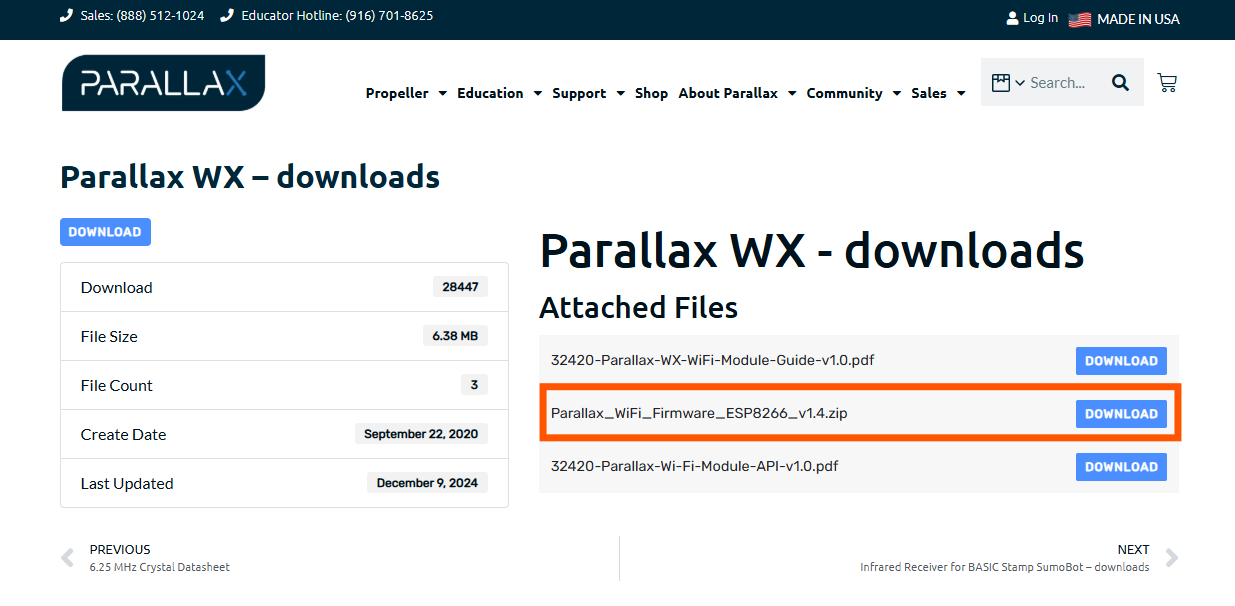 Sales: (888) 512-1024 Educator Hotline: (916) 701-8625 Log In MADE IN USA
PARALLAX
Propeller Education Support Shop About Parallax Community Sales Search...
Parallax WX – downloads
DOWNLOAD
Download 28447
File Size 6.38 MB
File Count 3
Create Date September 22, 2020
Last Updated December 9, 2024
Parallax WX - downloads
Attached Files
32420-Parallax-WX-WiFi-Module-Guide-v1.0.pdf DOWNLOAD
Parallax_WiFi_Firmware_ESP8266_v1.4.zip DOWNLOAD
32420-Parallax-Wi-Fi-Module-API-v1.0.pdf DOWNLOAD
PREVIOUS
6.25 MHz Crystal Datasheet
NEXT
Infrared Receiver for BASIC Stamp SumoBot – downloads